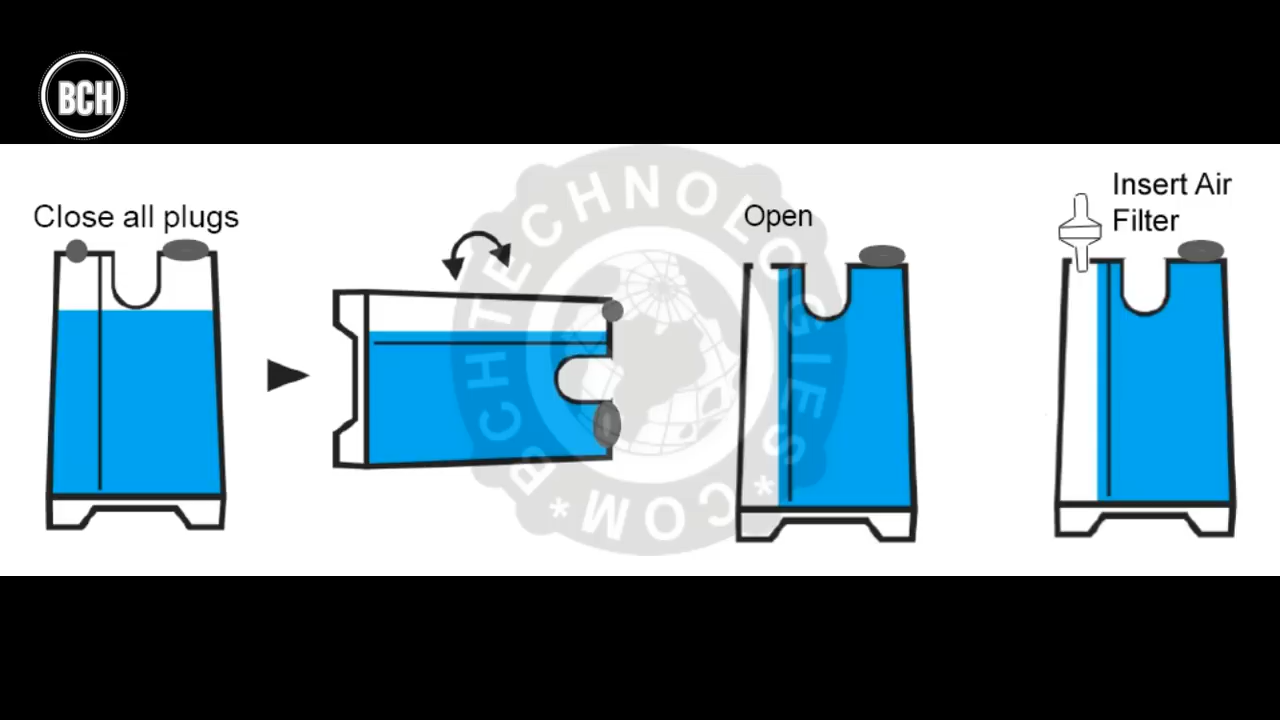 BCH
Close all plugs
Open
Insert Air
Filter
BCHTECHNOLOGIES
*COM*